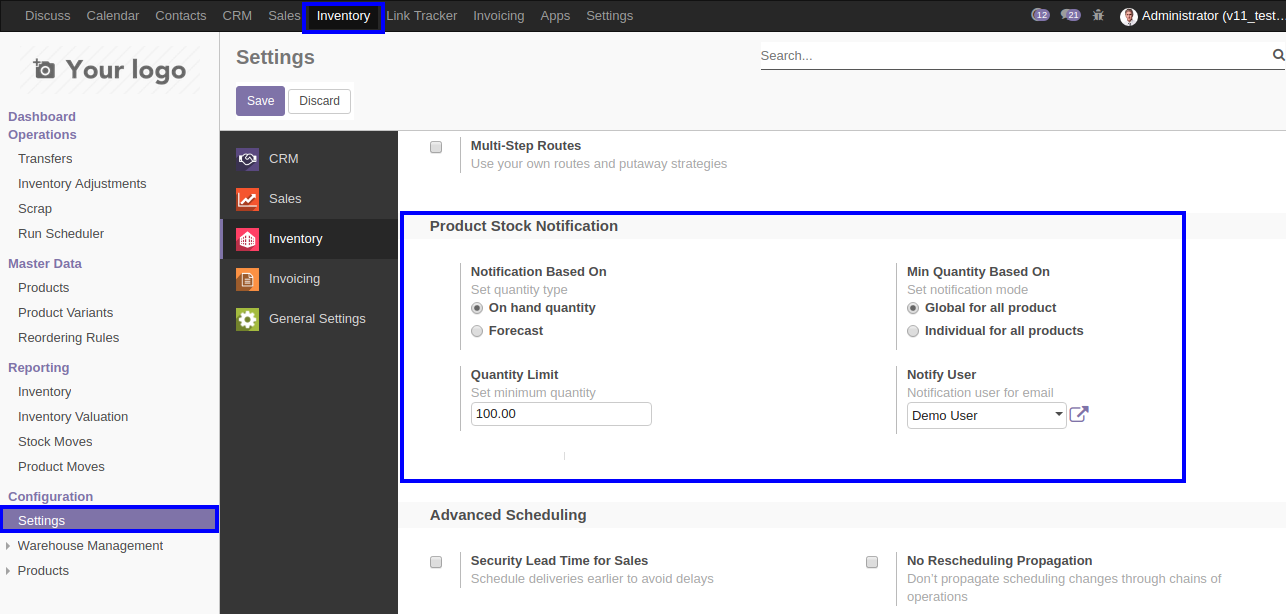 Discuss Calendar Contacts CRM Sales Inventory Link Tracker Invoicing Apps Settings 12 21 Administrator (v11_test...
Your logo
Dashboard
Operations
Transfers
Inventory Adjustments
Scrap
Run Scheduler
Master Data
Products
Product Variants
Reordering Rules
Reporting
Inventory
Inventory Valuation
Stock Moves
Product Moves
Configuration
Settings
Warehouse Management
Products
Settings
Search...
Save Discard
CRM
Sales
Inventory
Invoicing
General Settings
Multi-Step Routes
Use your own routes and putaway strategies
Product Stock Notification
Notification Based On
Set quantity type
On hand quantity
Forecast
Min Quantity Based On
Set notification mode
Global for all product
Individual for all products
Quantity Limit
Set minimum quantity
100.00
Notify User
Notification user for email
Demo User
Advanced Scheduling
Security Lead Time for Sales
Schedule deliveries earlier to avoid delays
No Rescheduling Propagation
Don't propagate scheduling changes through chains of
operations